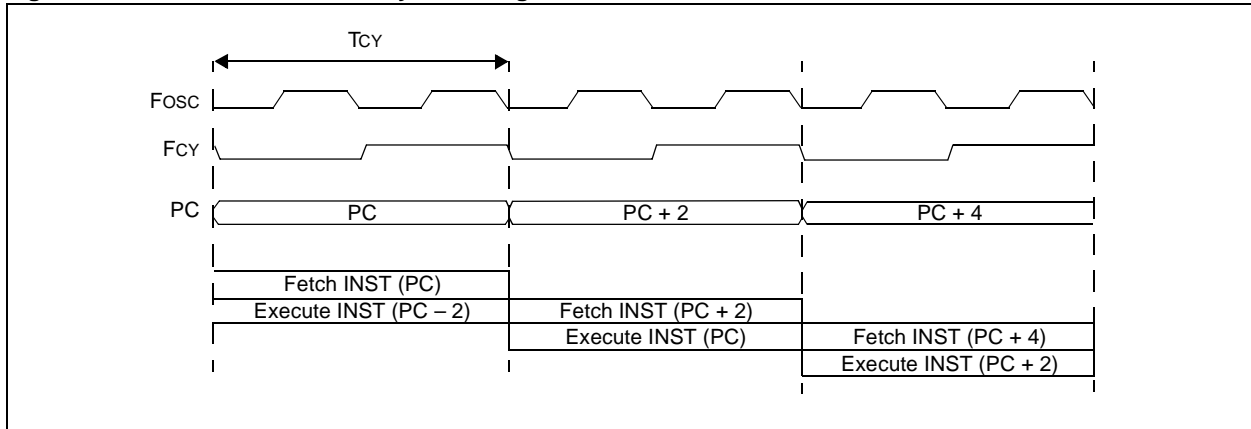 TCY
FOSC
FCY
PC
PC
PC + 2
PC + 4
Fetch INST (PC)
Execute INST (PC – 2)
Fetch INST (PC + 2)
Execute INST (PC)
Fetch INST (PC + 4)
Execute INST (PC + 2)